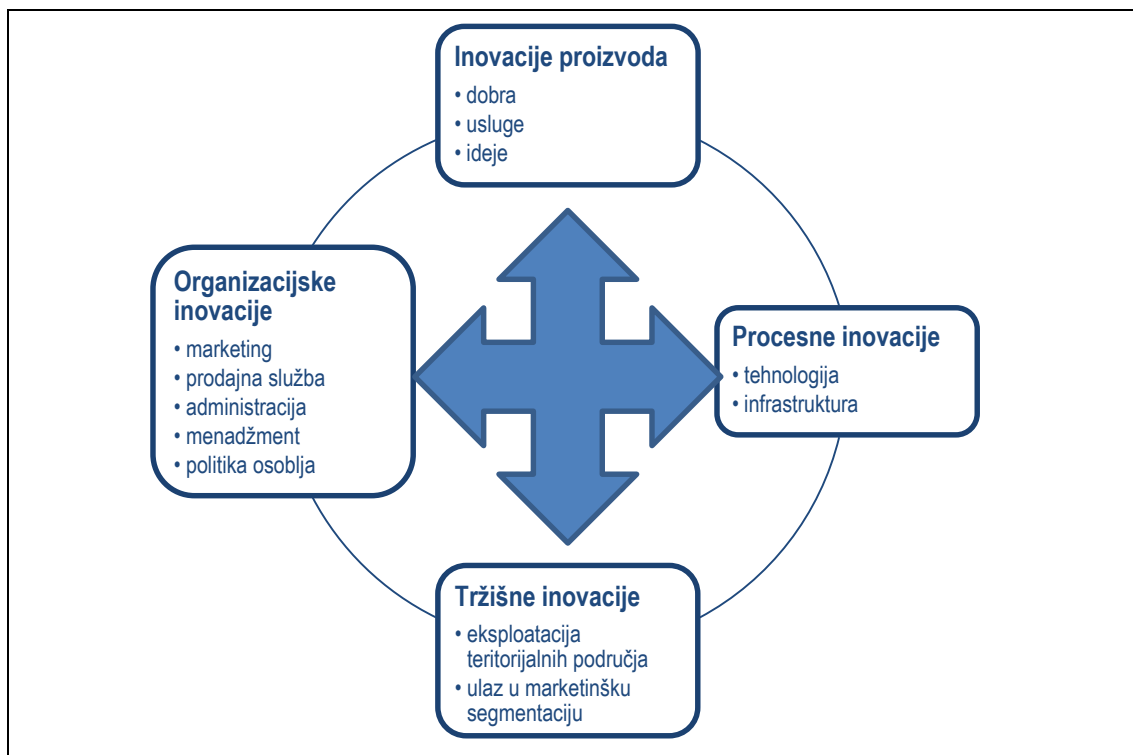 Inovacije proizvoda
• dobra
• usluge
• ideje
Organizacijske
inovacije
• marketing
• prodajna služba
• administracija
• menadžment
• politika osoblja
Procesne inovacije
• tehnologija
• infrastruktura
Tržišne inovacije
• eksploatacija
teritorijalnih područja
• ulaz u marketinšku
segmentaciju